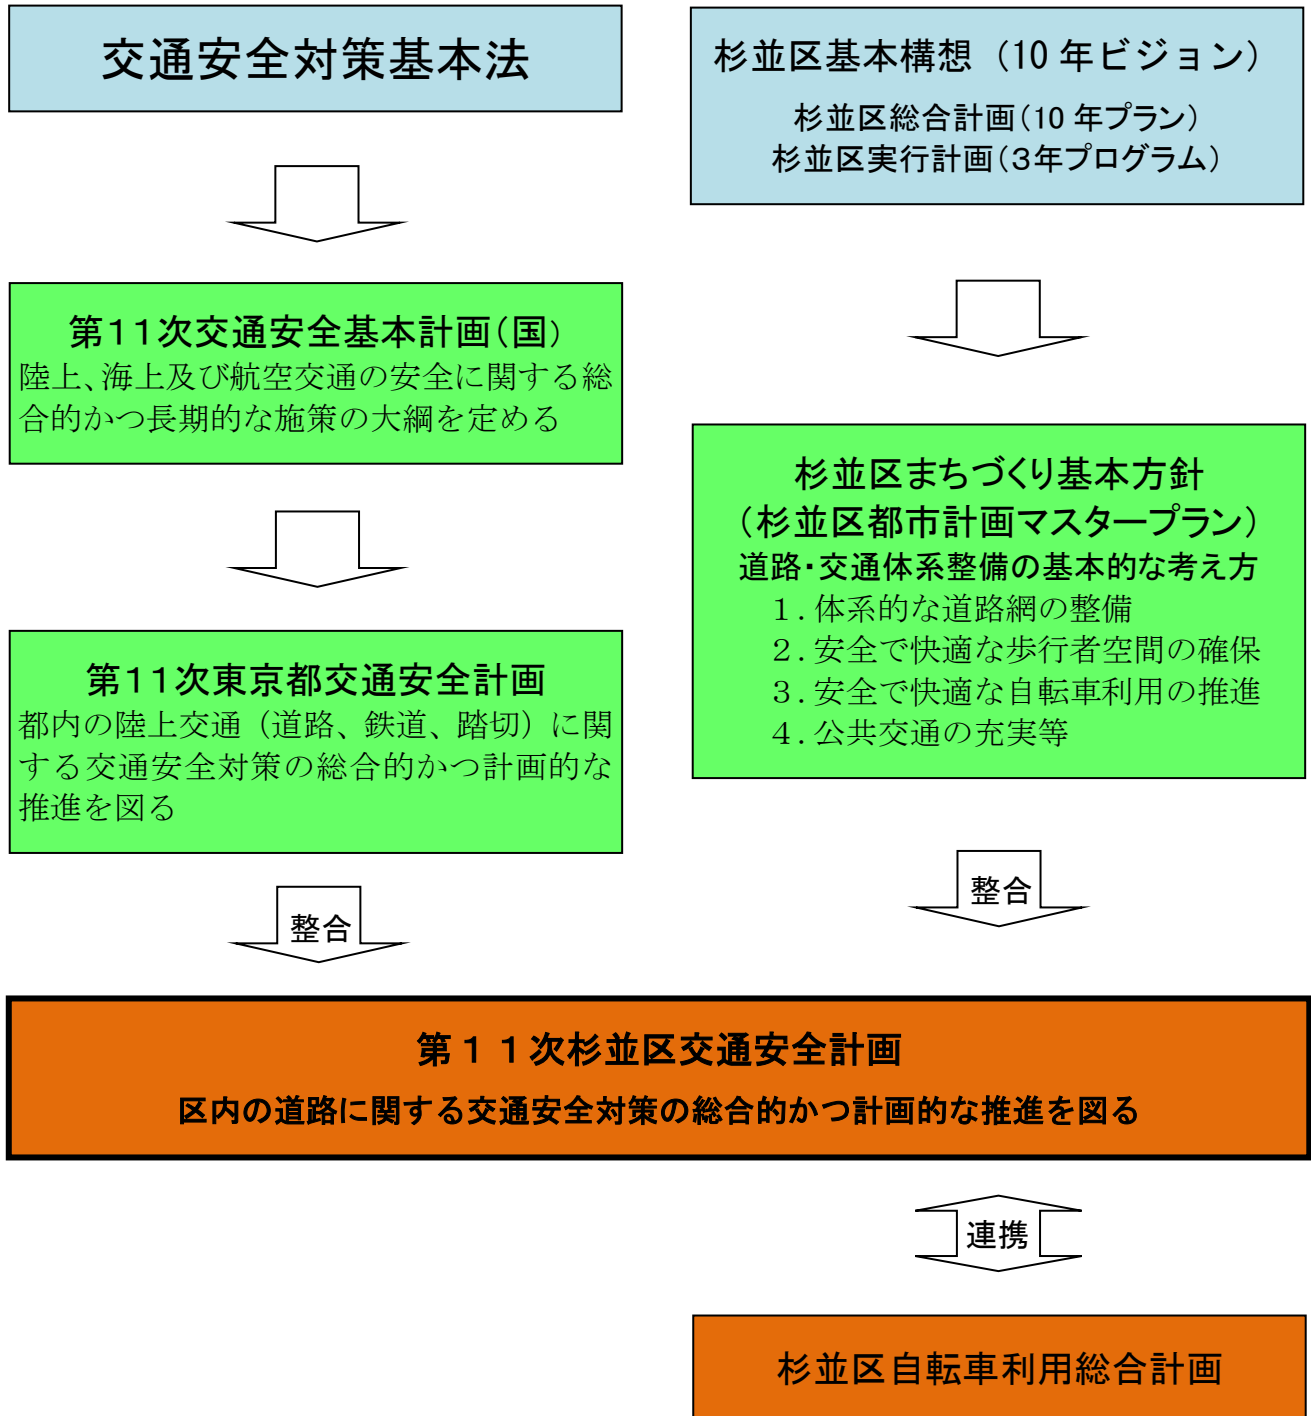 交通安全対策基本法
杉並区基本構想（10年ビジョン）
杉並区総合計画（10年プラン）
杉並区実行計画（３年プログラム）
第１１次交通安全基本計画（国）
陸上、海上及び航空交通の安全に関する総
合的かつ長期的な施策の大綱を定める
第１１次東京都交通安全計画
都内の陸上交通（道路、鉄道、踏切）に関
する交通安全対策の総合的かつ計画的な
推進を図る
整合
杉並区まちづくり基本方針
（杉並区都市計画マスタープラン）
道路・交通体系整備の基本的な考え方
１．体系的な道路網の整備
２．安全で快適な歩行者空間の確保
３．安全で快適な自転車利用の推進
４．公共交通の充実等
整合
第１１次杉並区交通安全計画
区内の道路に関する交通安全対策の総合的かつ計画的な推進を図る
連携
杉並区自転車利用総合計画